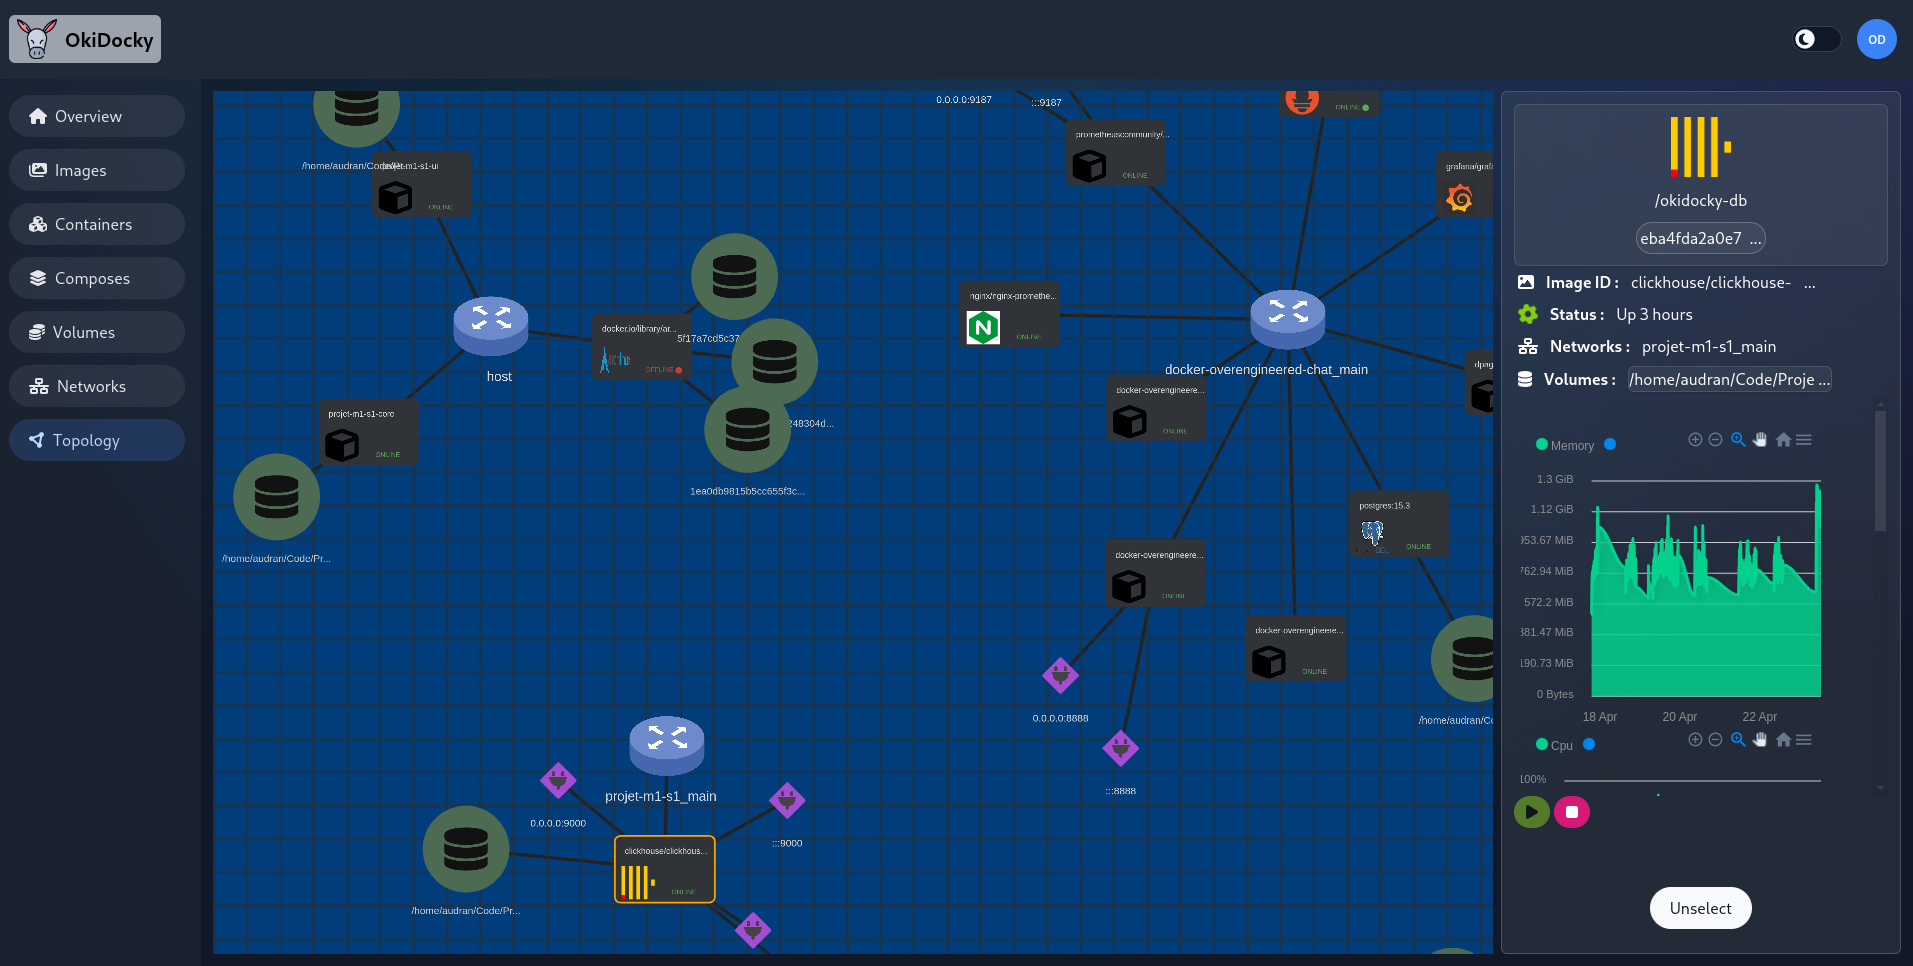 OkiDocky
OD
Overview
Images
Containers
Composes
Volumes
Networks
Topology
0.0.0.0:9187
:::9187
ONLINE
prometheuscommunity/...
ONLINE
/home/audran/Code/
projet-m1-s1-ui
ONLINE
grafana/grafa
nginx/nginx-promethe...
ONLINE
docker.io/library/ar...
OFFLINE
5f17a7cd5c37
host
docker-overengineered-chat_main
docker-overengineere...
ONLINE
dpag
projet-m1-s1-core
ONLINE
248304d...
1ea0db9815b5cc655f3c...
postgres:15.3
ONLINE
/home/audran/Code/Pr...
docker-overengineere...
ONLINE
docker-overengineere...
ONLINE
0.0.0.0:8888
/home/audran/Co
:::8888
projet-m1-s1_main
0.0.0.0:9000
:::9000
clickhouse/clickhous...
ONLINE
/home/audran/Code/Pr...
/okidocky-db
eba4fda2a0e7 ...
Image ID : clickhouse/clickhouse- ...
Status : Up 3 hours
Networks : projet-m1-s1_main
Volumes : /home/audran/Code/Proje ...
Memory
1.3 GiB
1.12 GiB
953.67 MiB
762.94 MiB
572.2 MiB
381.47 MiB
190.73 MiB
0 Bytes
18 Apr 20 Apr 22 Apr
Cpu
100%
Unselect